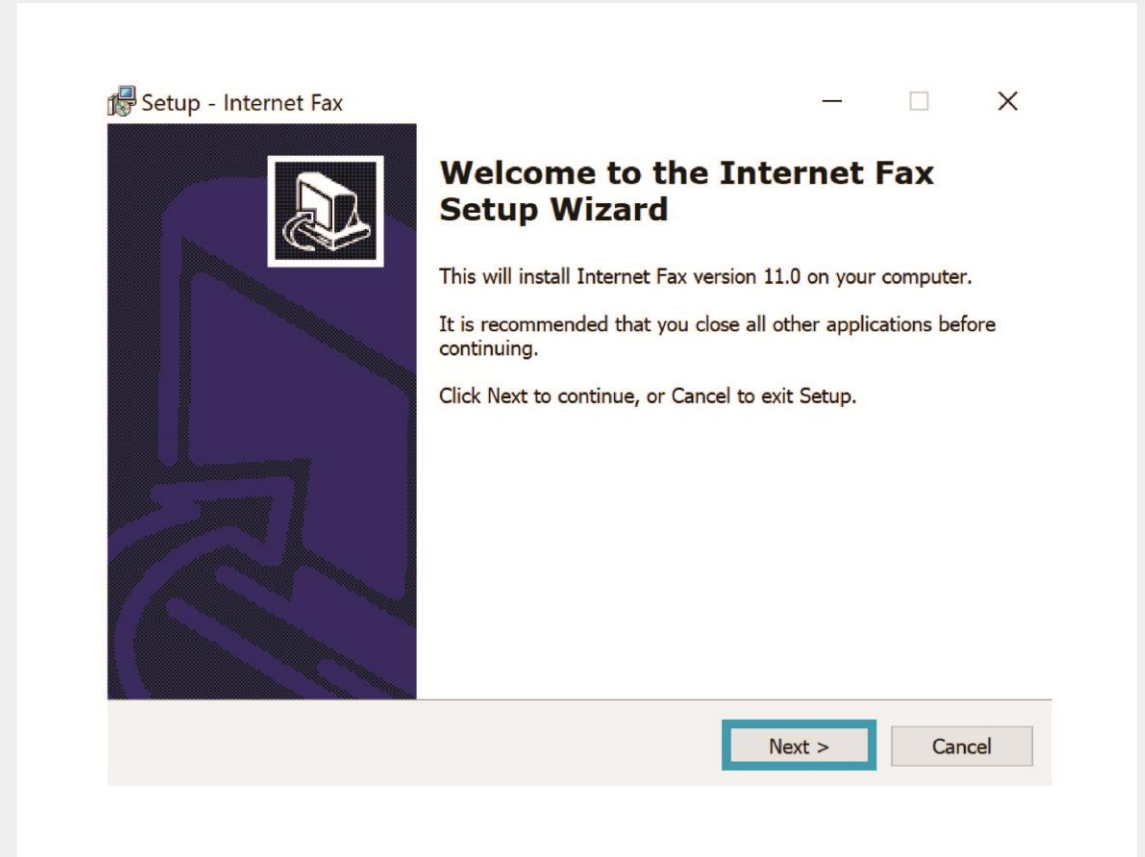 Setup - Internet Fax
Welcome to the Internet Fax
Setup Wizard
This will install Internet Fax version 11.0 on your computer.
It is recommended that you close all other applications before
continuing.
Click Next to continue, or Cancel to exit Setup.
Next >
Cancel